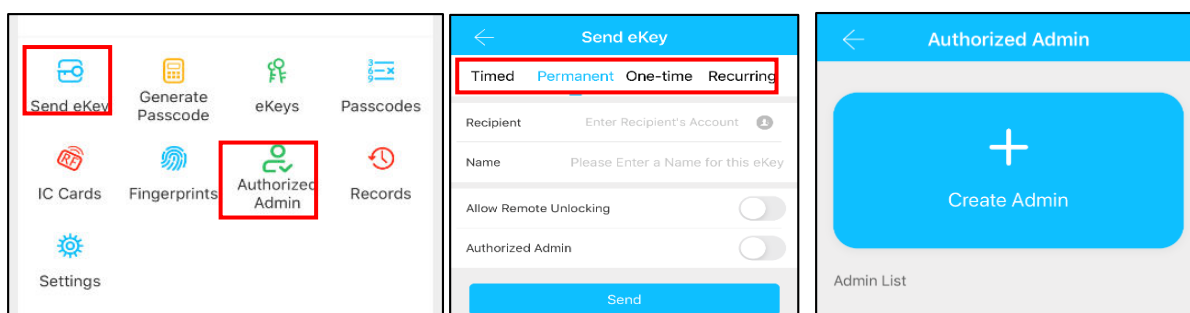 Send eKey
Generate
Passcode
eKeys
Passcodes
IC Cards
Fingerprints
Authorized
Admin
Records
Settings
Send eKey
Timed Permanent One-time Recurring
Recipient Enter Recipient's Account
Name Please Enter a Name for this eKey
Allow Remote Unlocking
Authorized Admin
Send
Authorized Admin
Create Admin
Admin List